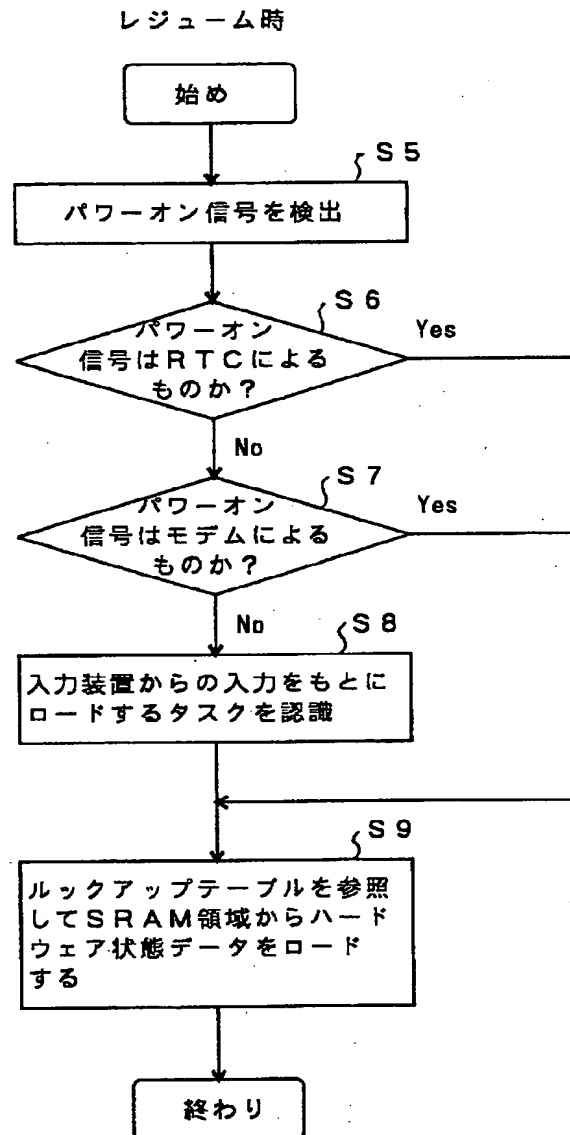 レジューム時
始め
S5
パワーオン信号を検出
S6
パワーオン
信号はRTCによる
ものか?
Yes
No
S7
パワーオン
信号はモデムによる
ものか?
Yes
No
S8
入力装置からの入力をもとに
ロードするタスクを認識
S9
ルックアップテーブルを参照
してSRAM領域からハード
ウェア状態データをロード
する
終わり